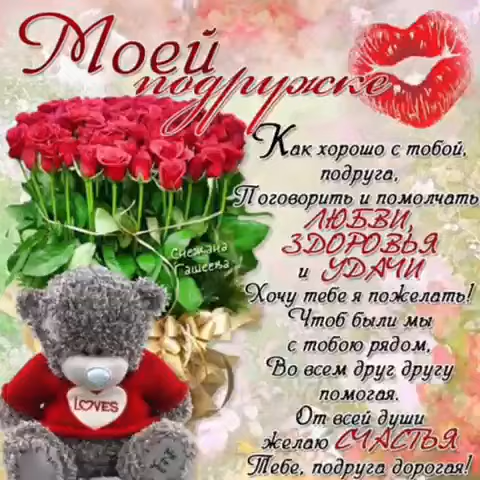 Моей
подружке
Как хорошо с тобой,
подруга,
Поговорить и помолчать
ЛЮБВИ,
ЗДОРОВЬЯ
и УДАЧИ
Хочу тебе я пожелать!
Чтоб были мы
с тобою рядом,
Во всем друг другу
помогая.
От всей души
желаю СЧАСТЬЯ
Тебе, подруга дорогая!
Снежана
Гашеева
LOVES